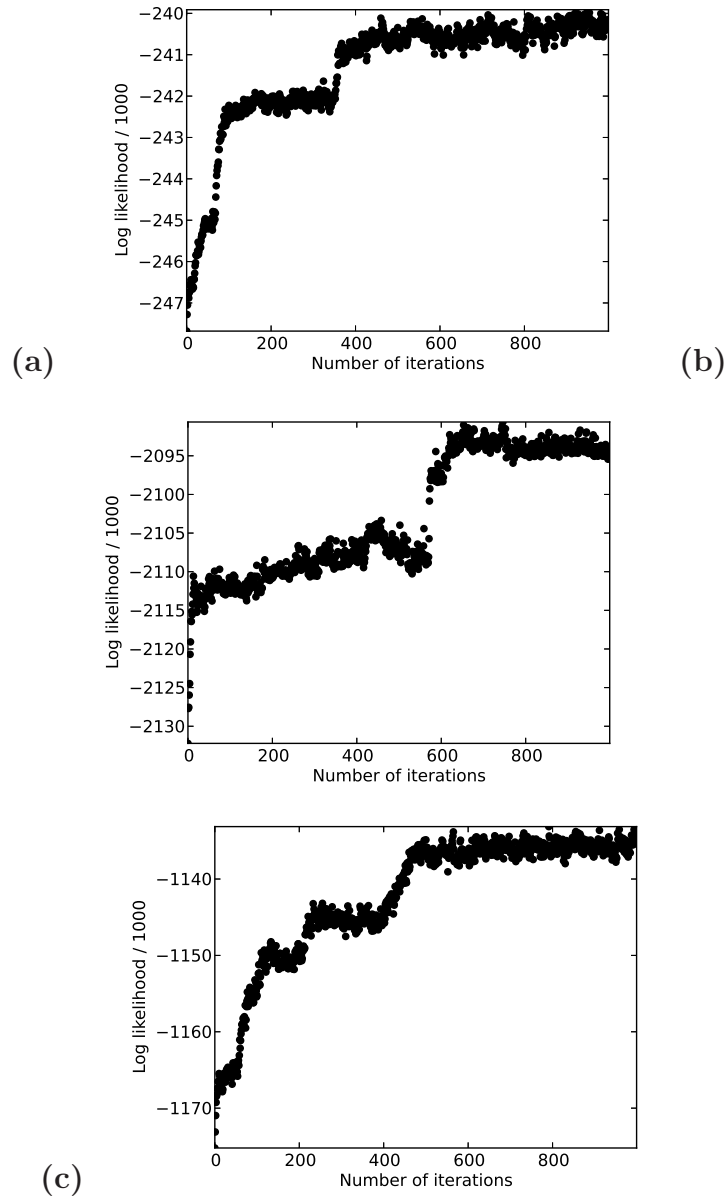 −240
−241
−242
−243
−244
−245
−246
−247
Log likelihood / 1000
0 200 400 600 800
Number of iterations
(a)
(b)
−2095
−2100
−2105
−2110
−2115
−2120
−2125
−2130
Log likelihood / 1000
0 200 400 600 800
Number of iterations
−1140
−1150
−1160
−1170
Log likelihood / 1000
0 200 400 600 800
Number of iterations
(c)